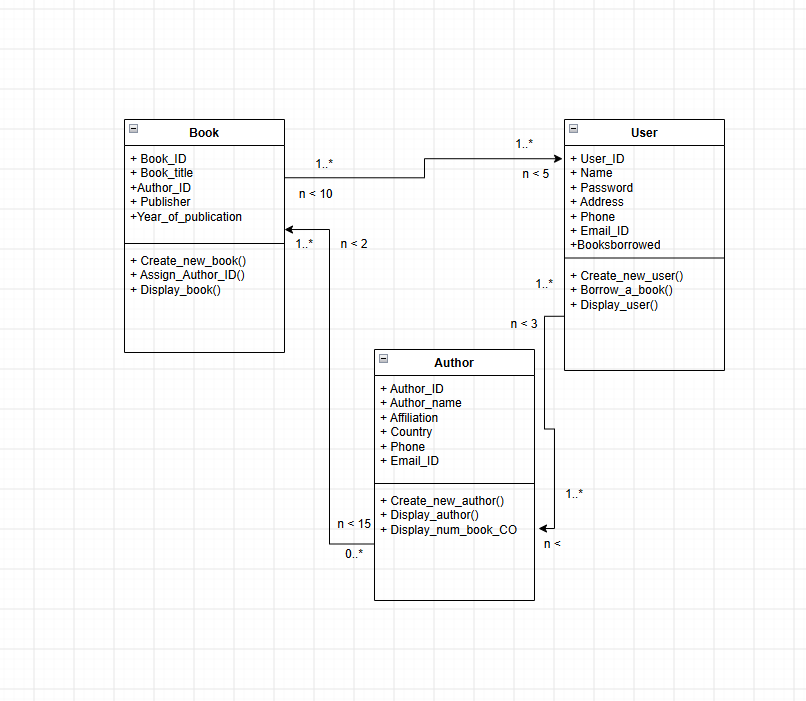 Book
+ Book_ID
+ Book_title
+Author_ID
+ Publisher
+Year_of_publication
+ Create_new_book()
+ Assign_Author_ID()
+ Display_book()
1..*
n < 10
1..*
n < 5
User
+ User_ID
+ Name
+ Password
+ Address
+ Phone
+ Email_ID
+Booksborrowed
+ Create_new_user()
+ Borrow_a_book()
+ Display_user()
1..*
n < 2
1..*
n < 3
Author
+ Author_ID
+ Author_name
+ Affiliation
+ Country
+ Phone
+ Email_ID
+ Create_new_author()
+ Display_author()
+ Display_num_book_CO
n < 15
0..*
1..*
n <